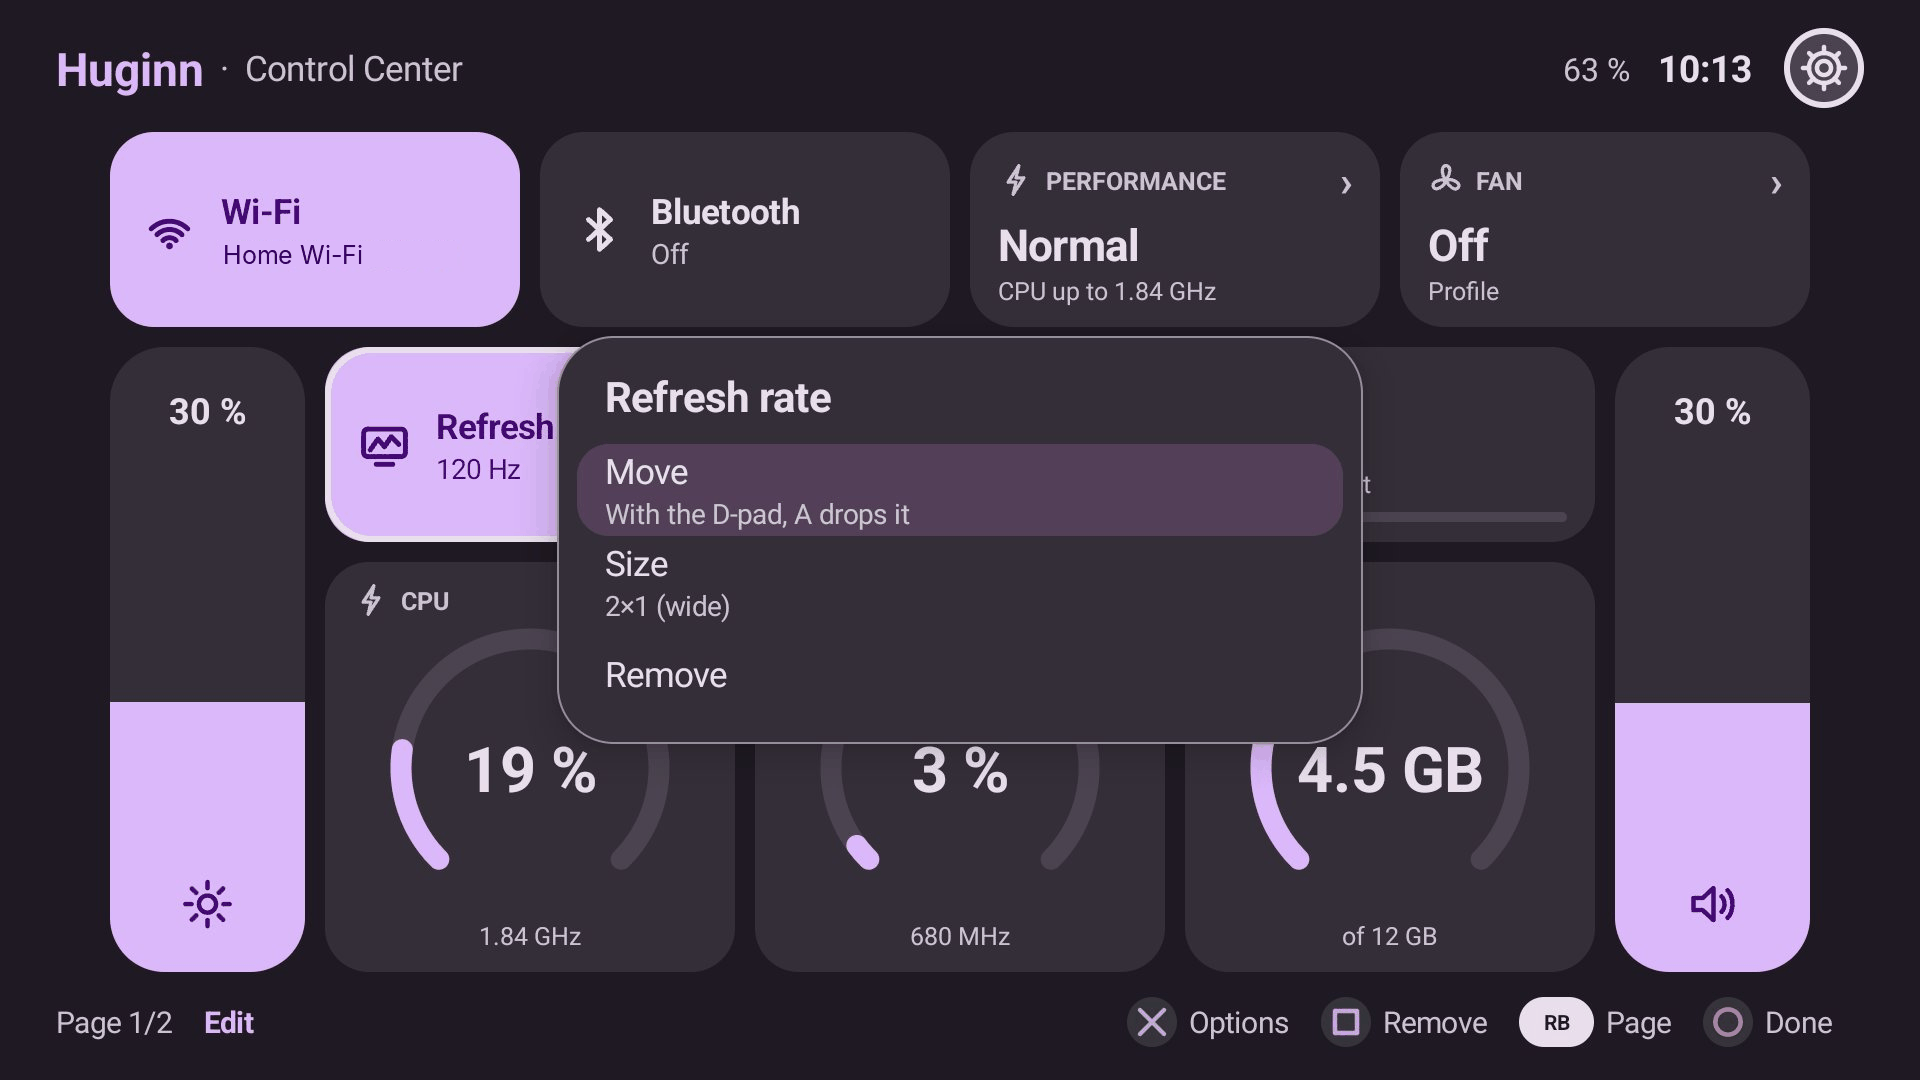 Huginn · Control Center
63 % 10:13
Wi-Fi
Home Wi-Fi
Bluetooth
Off
PERFORMANCE ›
Normal
CPU up to 1.84 GHz
FAN ›
Off
Profile
30 %
Refresh
120 Hz
Refresh rate
Move
With the D-pad, A drops it
Size
2×1 (wide)
Remove
t
30 %
CPU
19 %
1.84 GHz
3 %
680 MHz
4.5 GB
of 12 GB
Page 1/2 Edit
Options Remove RB Page Done